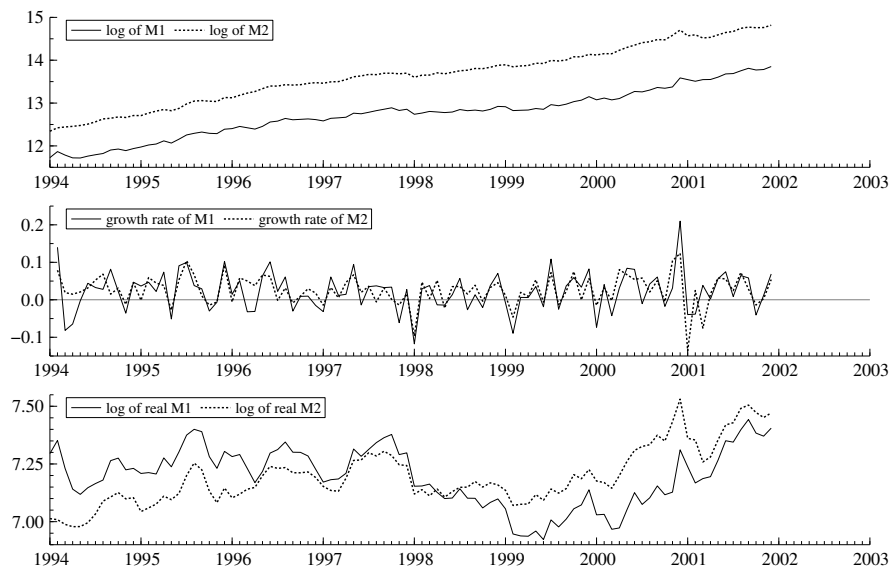 15
log of M1 log of M2
14
13
12
1994 1995 1996 1997 1998 1999 2000 2001 2002 2003
growth rate of M1 growth rate of M2
0.2
0.1
0.0
−0.1
1994 1995 1996 1997 1998 1999 2000 2001 2002 2003
7.50
log of real M1 log of real M2
7.25
7.00
1994 1995 1996 1997 1998 1999 2000 2001 2002 2003